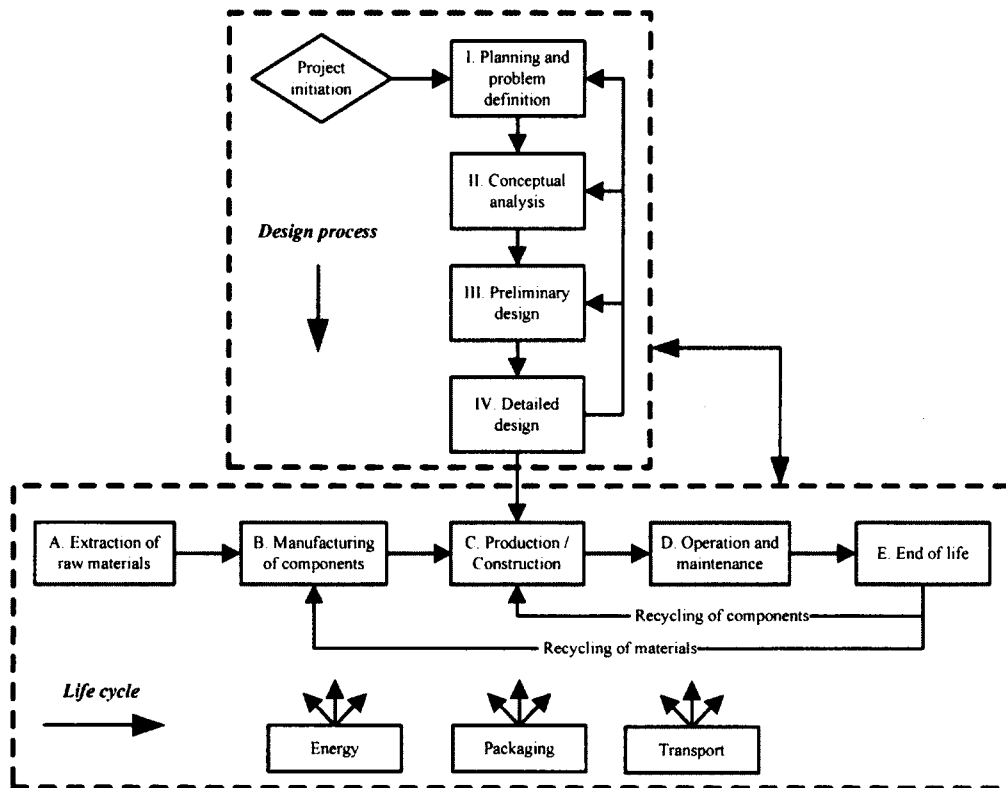 Project
initiation
I. Planning and
problem
definition
II. Conceptual
analysis
Design process
III. Preliminary
design
IV. Detailed
design
A. Extraction of
raw materials
B. Manufacturing
of components
C. Production /
Construction
D. Operation and
maintenance
E. End of life
Recycling of components
Recycling of materials
Life cycle
Energy
Packaging
Transport